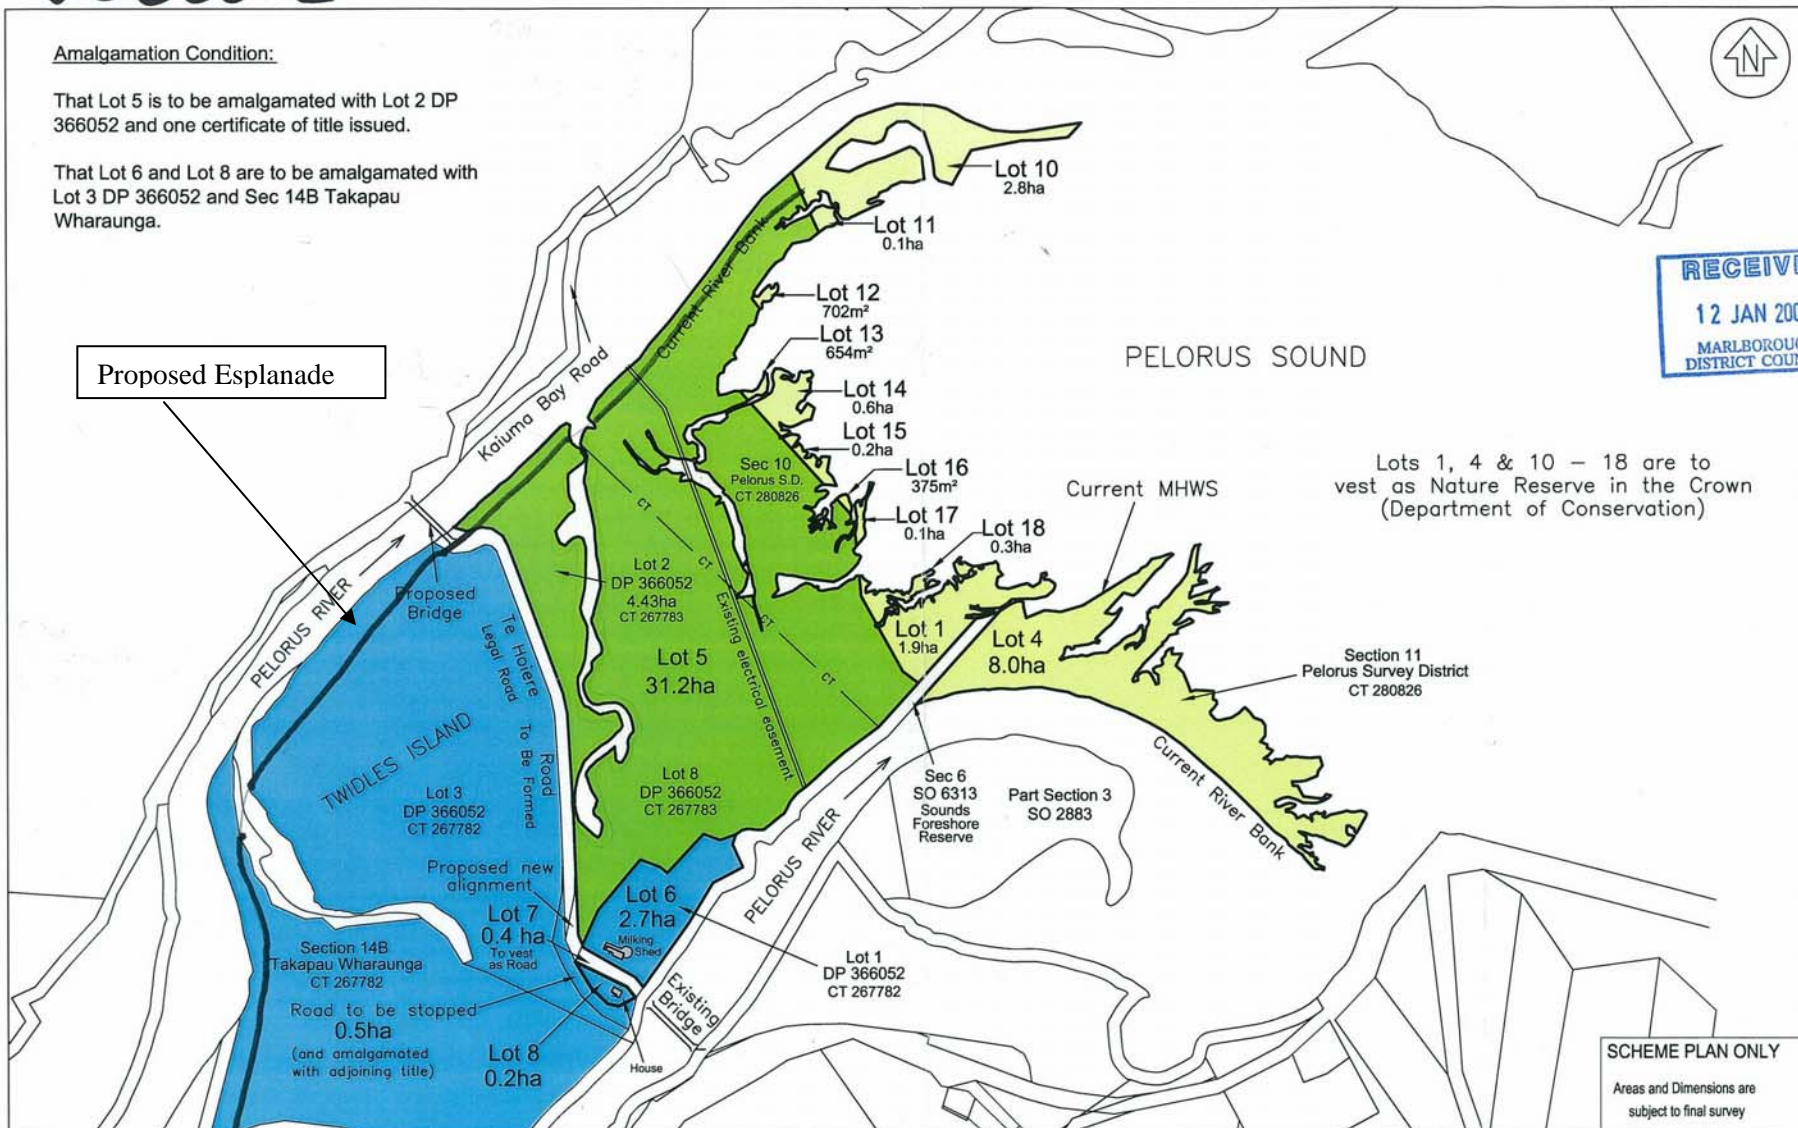 Amalgamation Condition:
That Lot 5 is to be amalgamated with Lot 2 DP
366052 and one certificate of title issued.
That Lot 6 and Lot 8 are to be amalgamated with
Lot 3 DP 366052 and Sec 14B Takapau
Wharaunga.
N
Lot 10
2.8ha
Lot 11
0.1ha
RECEIVE
12 JAN 200
MARLBOROUG
DISTRICT COUN
Lot 12
702m²
Lot 13
654m²
Current River Bank
PELORUS SOUND
Proposed Esplanade
Kaiuma Bay Road
Lot 14
0.6ha
Lot 15
0.2ha
Sec 10
Pelorus S.D.
CT 280826
Lot 16
375m²
Lot 17
0.1ha
Lot 18
0.3ha
Current MHWS
Lots 1, 4 & 10 – 18 are to
vest as Nature Reserve in the Crown
(Department of Conservation)
CT
CT
CT
CT
Proposed
Bridge
PELORUS RIVER
Te Hoiere Road
Legal Road To Be Formed
Lot 2
DP 366052
4.43ha
CT 267783
Existing electrical easement
Lot 5
31.2ha
Lot 1
1.9ha
Lot 4
8.0ha
Section 11
Pelorus Survey District
CT 280826
TWIDLES ISLAND
Lot 3
DP 366052
CT 267782
Lot 8
DP 366052
CT 267783
Sec 6
SO 6313
Sounds
Foreshore
Reserve
Part Section 3
SO 2883
Current River Bank
PELORUS RIVER
Proposed new
alignment
Lot 6
2.7ha
Milking
Shed
Lot 7
0.4 ha
To vest
as Road
Section 14B
Takapau Wharaunga
CT 267782
Lot 1
DP 366052
CT 267782
Road to be stopped
0.5ha
(and amalgamated
with adjoining title)
Lot 8
0.2ha
House
Existing
Bridge
SCHEME PLAN ONLY
Areas and Dimensions are
subject to final survey